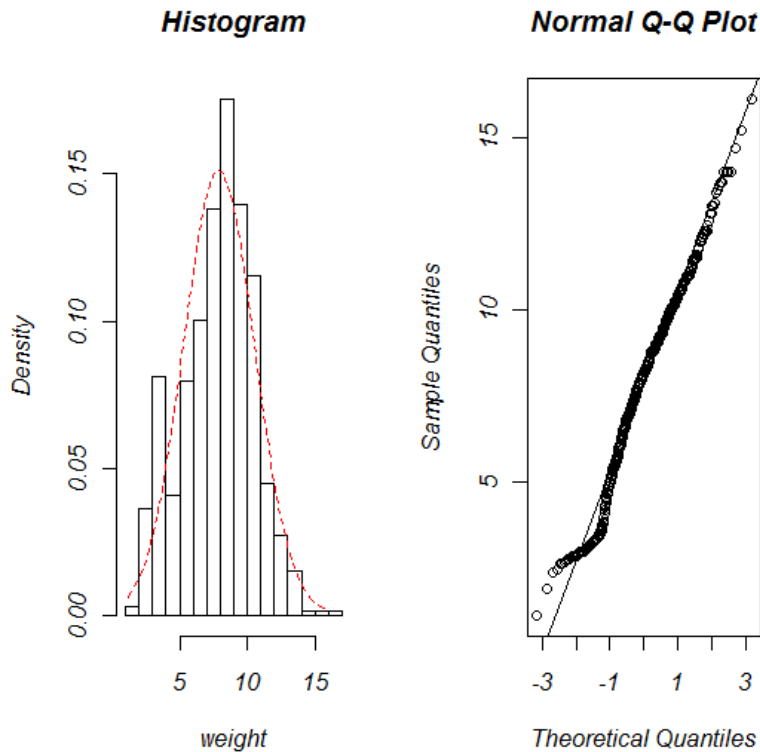 Histogram
Density
0.00
0.05
0.10
0.15
5
10
15
weight
Normal Q-Q Plot
Sample Quantiles
5
10
15
-3
-1
1
3
Theoretical Quantiles